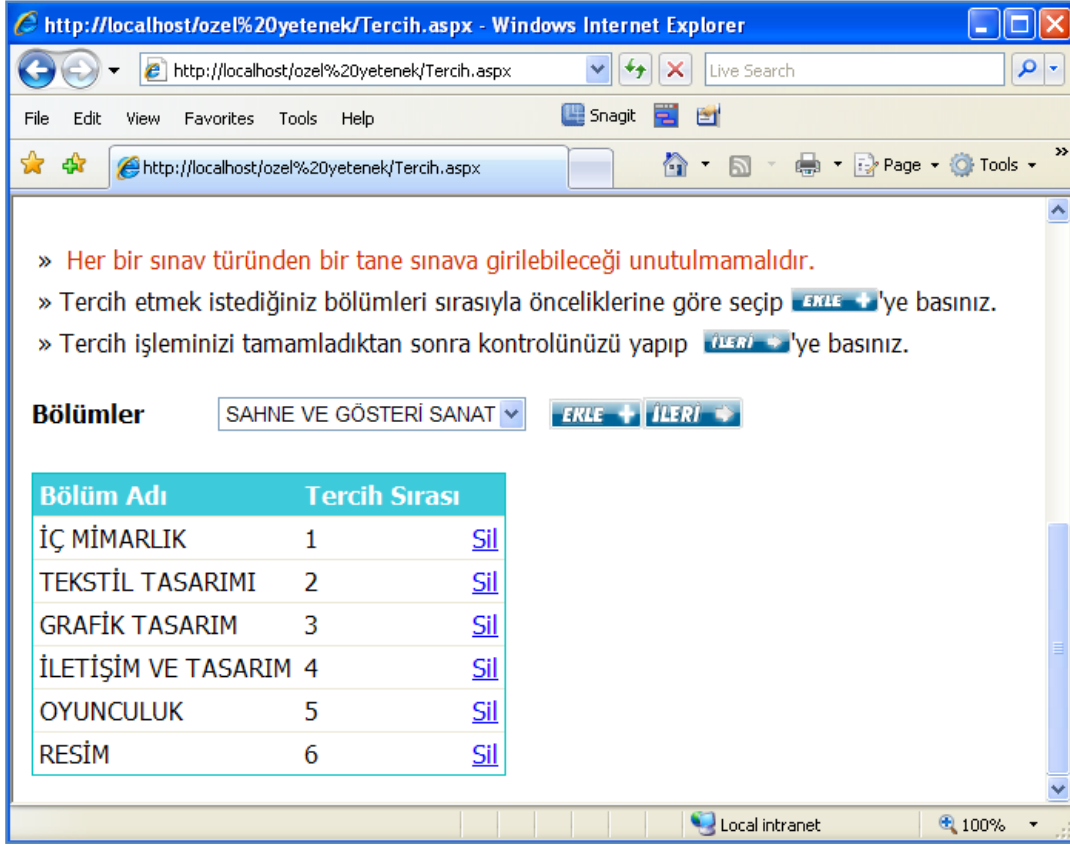 http://localhost/ozel%20yetenek/Tercih.aspx - Windows Internet Explorer
http://localhost/ozel%20yetenek/Tercih.aspx
Live Search
File Edit View Favorites Tools Help
Snagit
http://localhost/ozel%20yetenek/Tercih.aspx
Page Tools »
» Her bir sınav türünden bir tane sınava girilebileceği unutulmamalıdır.
» Tercih etmek istediğiniz bölümleri sırasıyla önceliklerine göre seçip EKLE + 'ye basınız.
» Tercih işleminizi tamamladıktan sonra kontrolünüzü yapıp İLERİ 'ye basınız.
Bölümler SAHNE VE GÖSTERİ SANAT EKLE + İLERİ
Bölüm Adı Tercih Sırası
İÇ MİMARLIK 1 Sil
TEKSTİL TASARIMI 2 Sil
GRAFİK TASARIM 3 Sil
İLETİŞİM VE TASARIM 4 Sil
OYUNCULUK 5 Sil
RESİM 6 Sil
Local intranet 100%